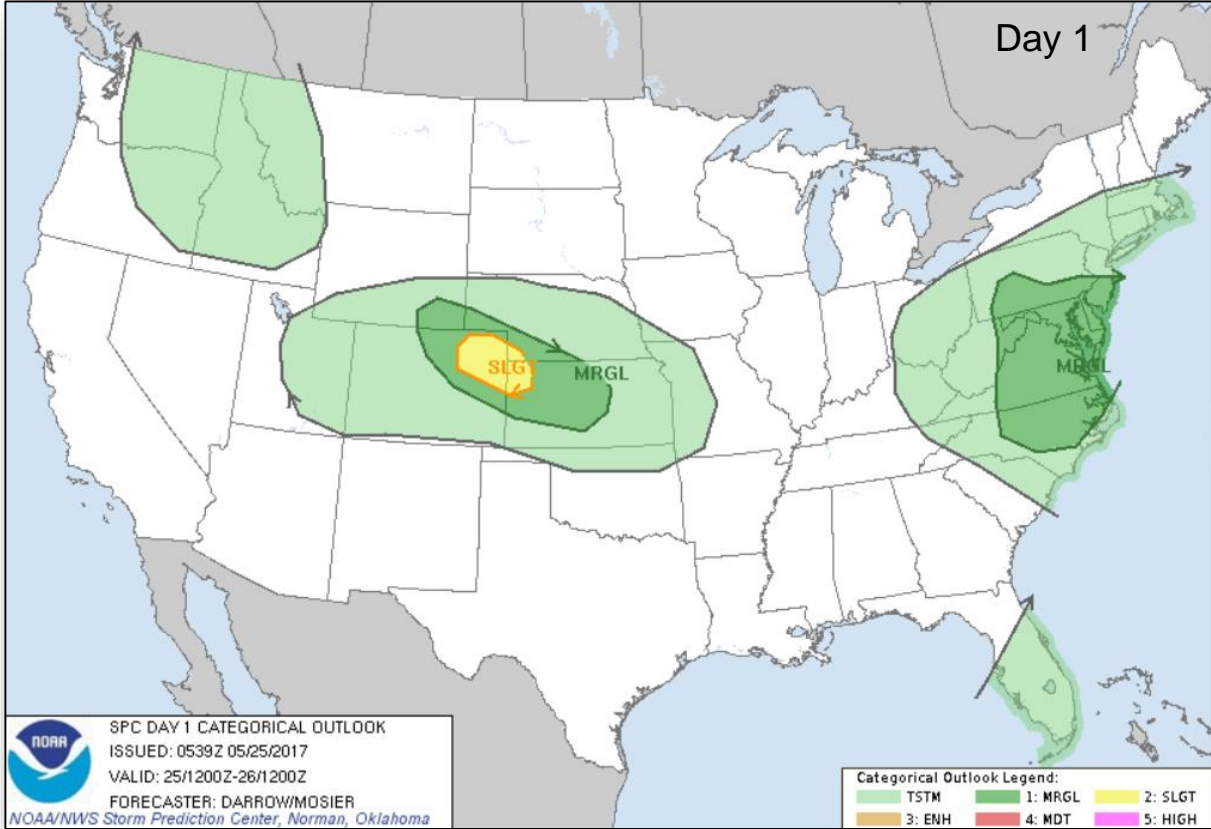 Day 1
SLGT
MRGL
MRGL
NOAA
SPC DAY 1 CATEGORICAL OUTLOOK
ISSUED: 0539Z 05/25/2017
VALID: 25/1200Z-26/1200Z
FORECASTER: DARROW/MOSIER
NOAA/NWS Storm Prediction Center, Norman, Oklahoma
Categorical Outlook Legend:
TSTM 1: MRGL 2: SLGT
3: ENH 4: MDT 5: HIGH